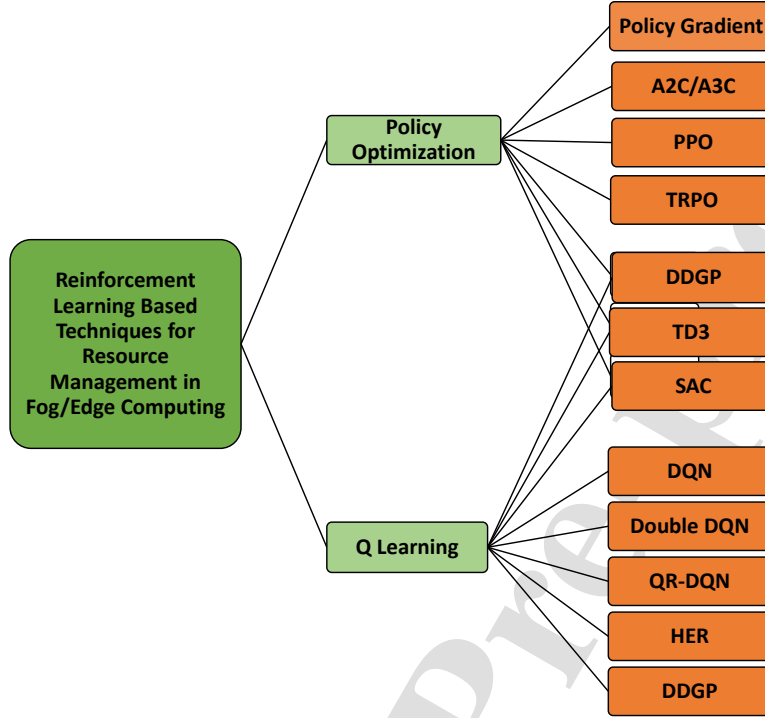 Reinforcement
Learning Based
Techniques for
Resource
Management in
Fog/Edge Computing
Policy
Optimization
Q Learning
Policy Gradient
A2C/A3C
PPO
TRPO
DDGP
TD3
SAC
DQN
Double DQN
QR-DQN
HER
DDGP
Pre-p